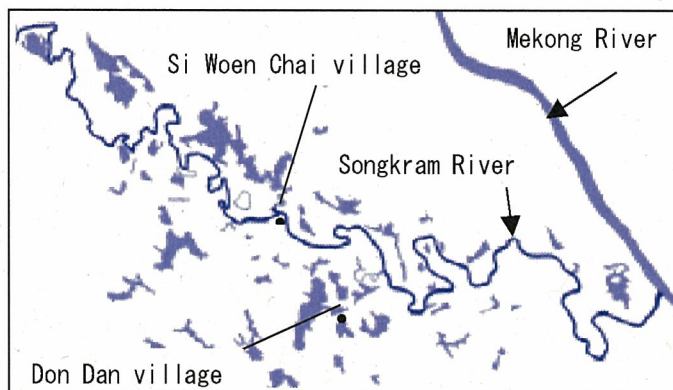 Mekong River
Si Woen Chai village
Songkram River
Don Dan village